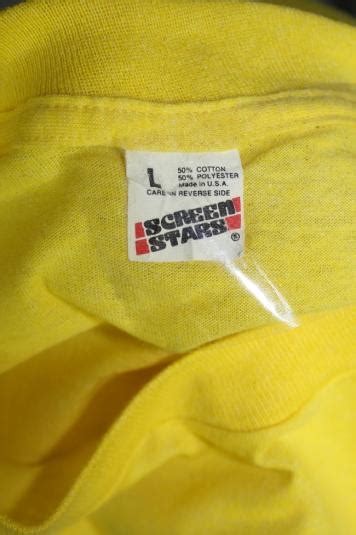 L
50% COTTON
50% POLYESTER
Made in U.S.A.
CARE ON REVERSE SIDE
SCREEN
STARS®